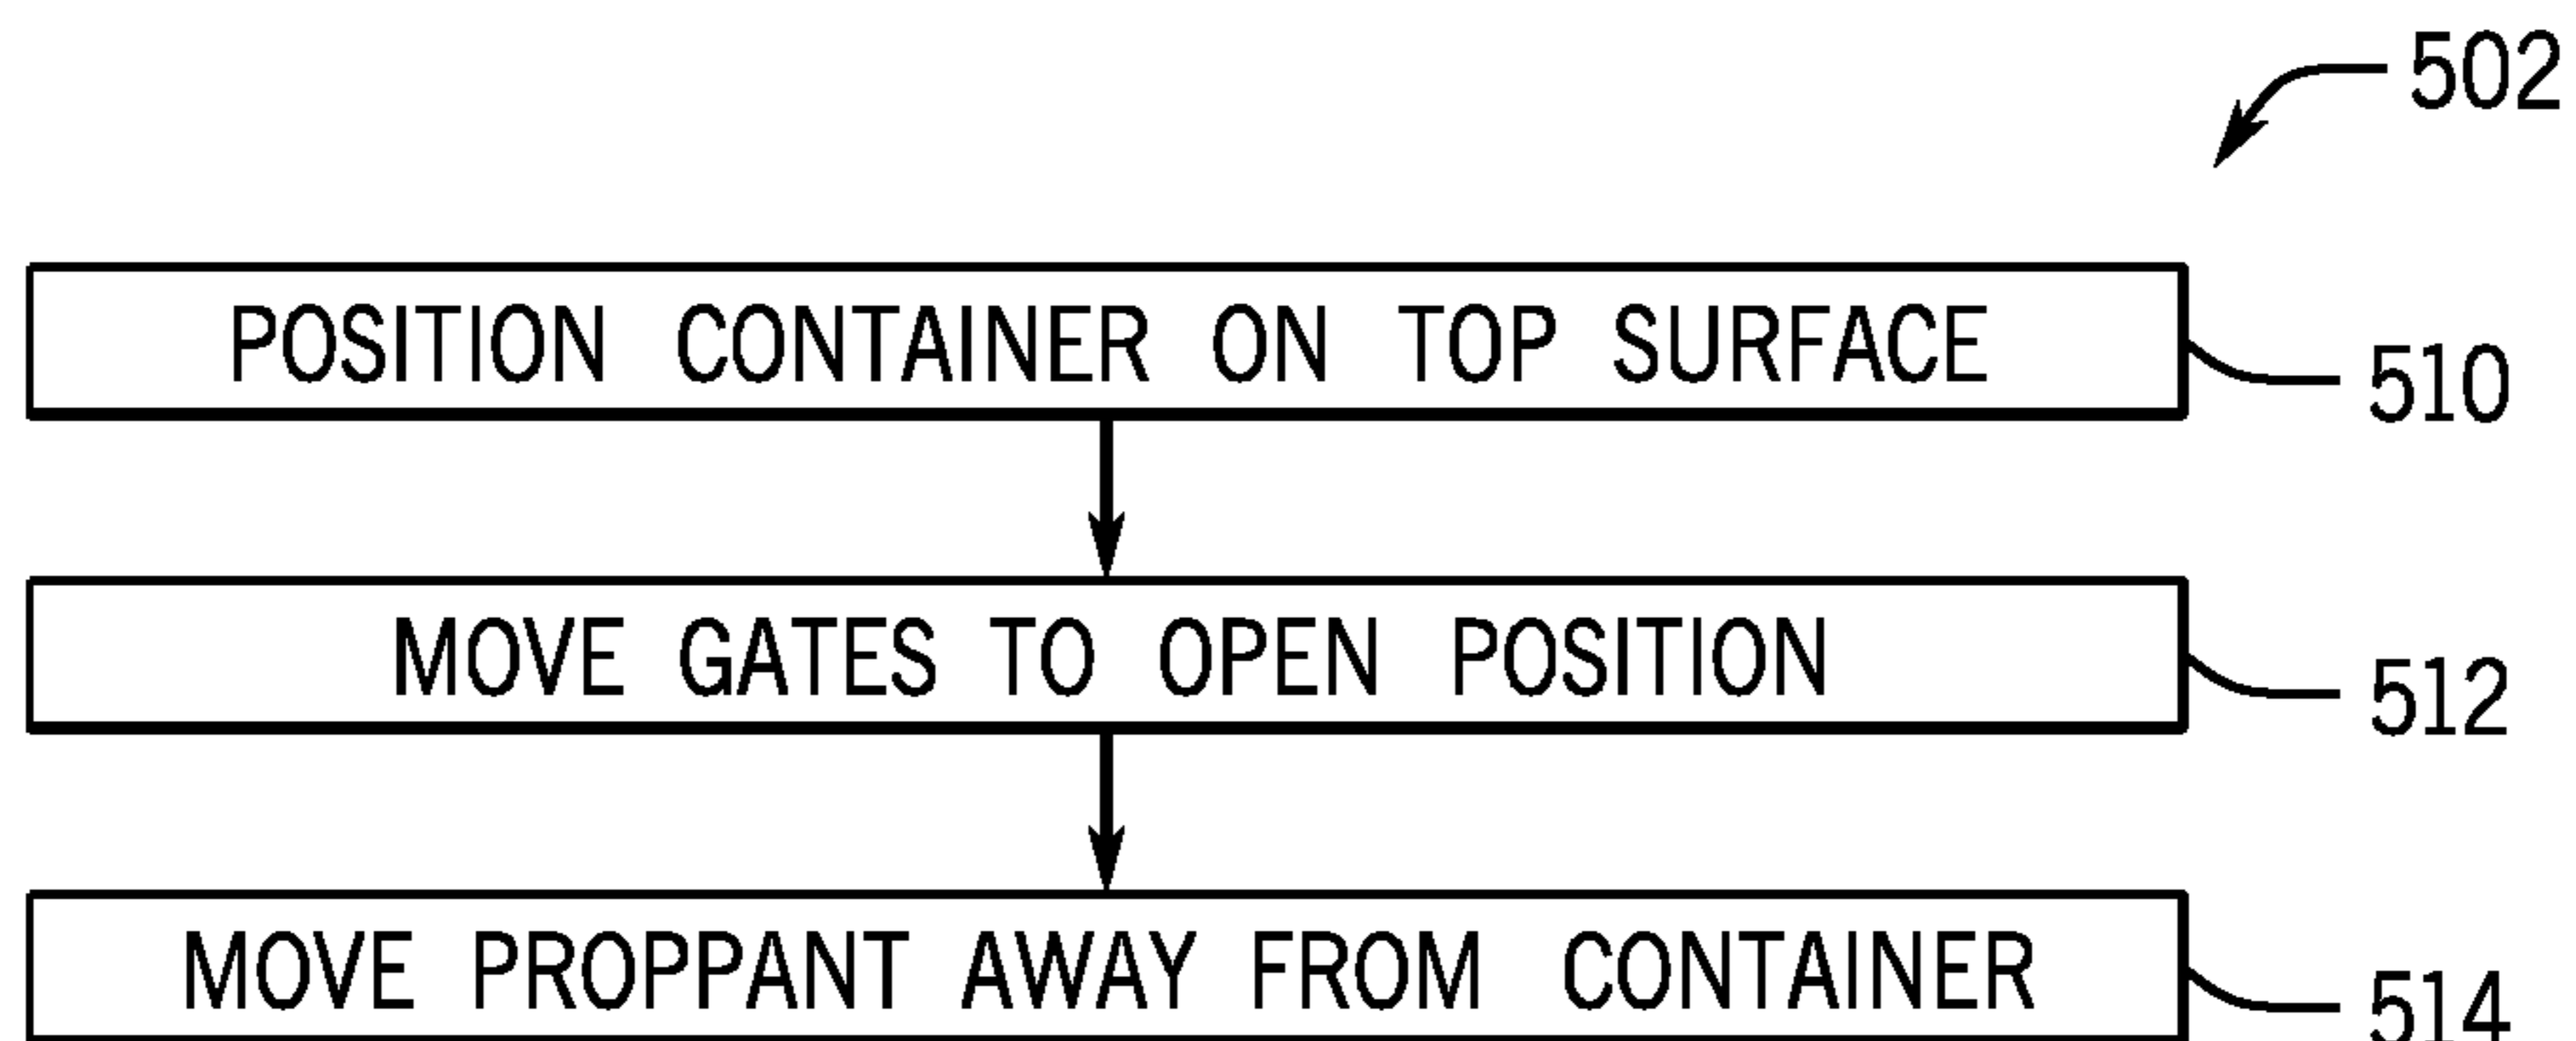 502
POSITION CONTAINER ON TOP SURFACE
510
MOVE GATES TO OPEN POSITION
512
MOVE PROPPANT AWAY FROM CONTAINER
514